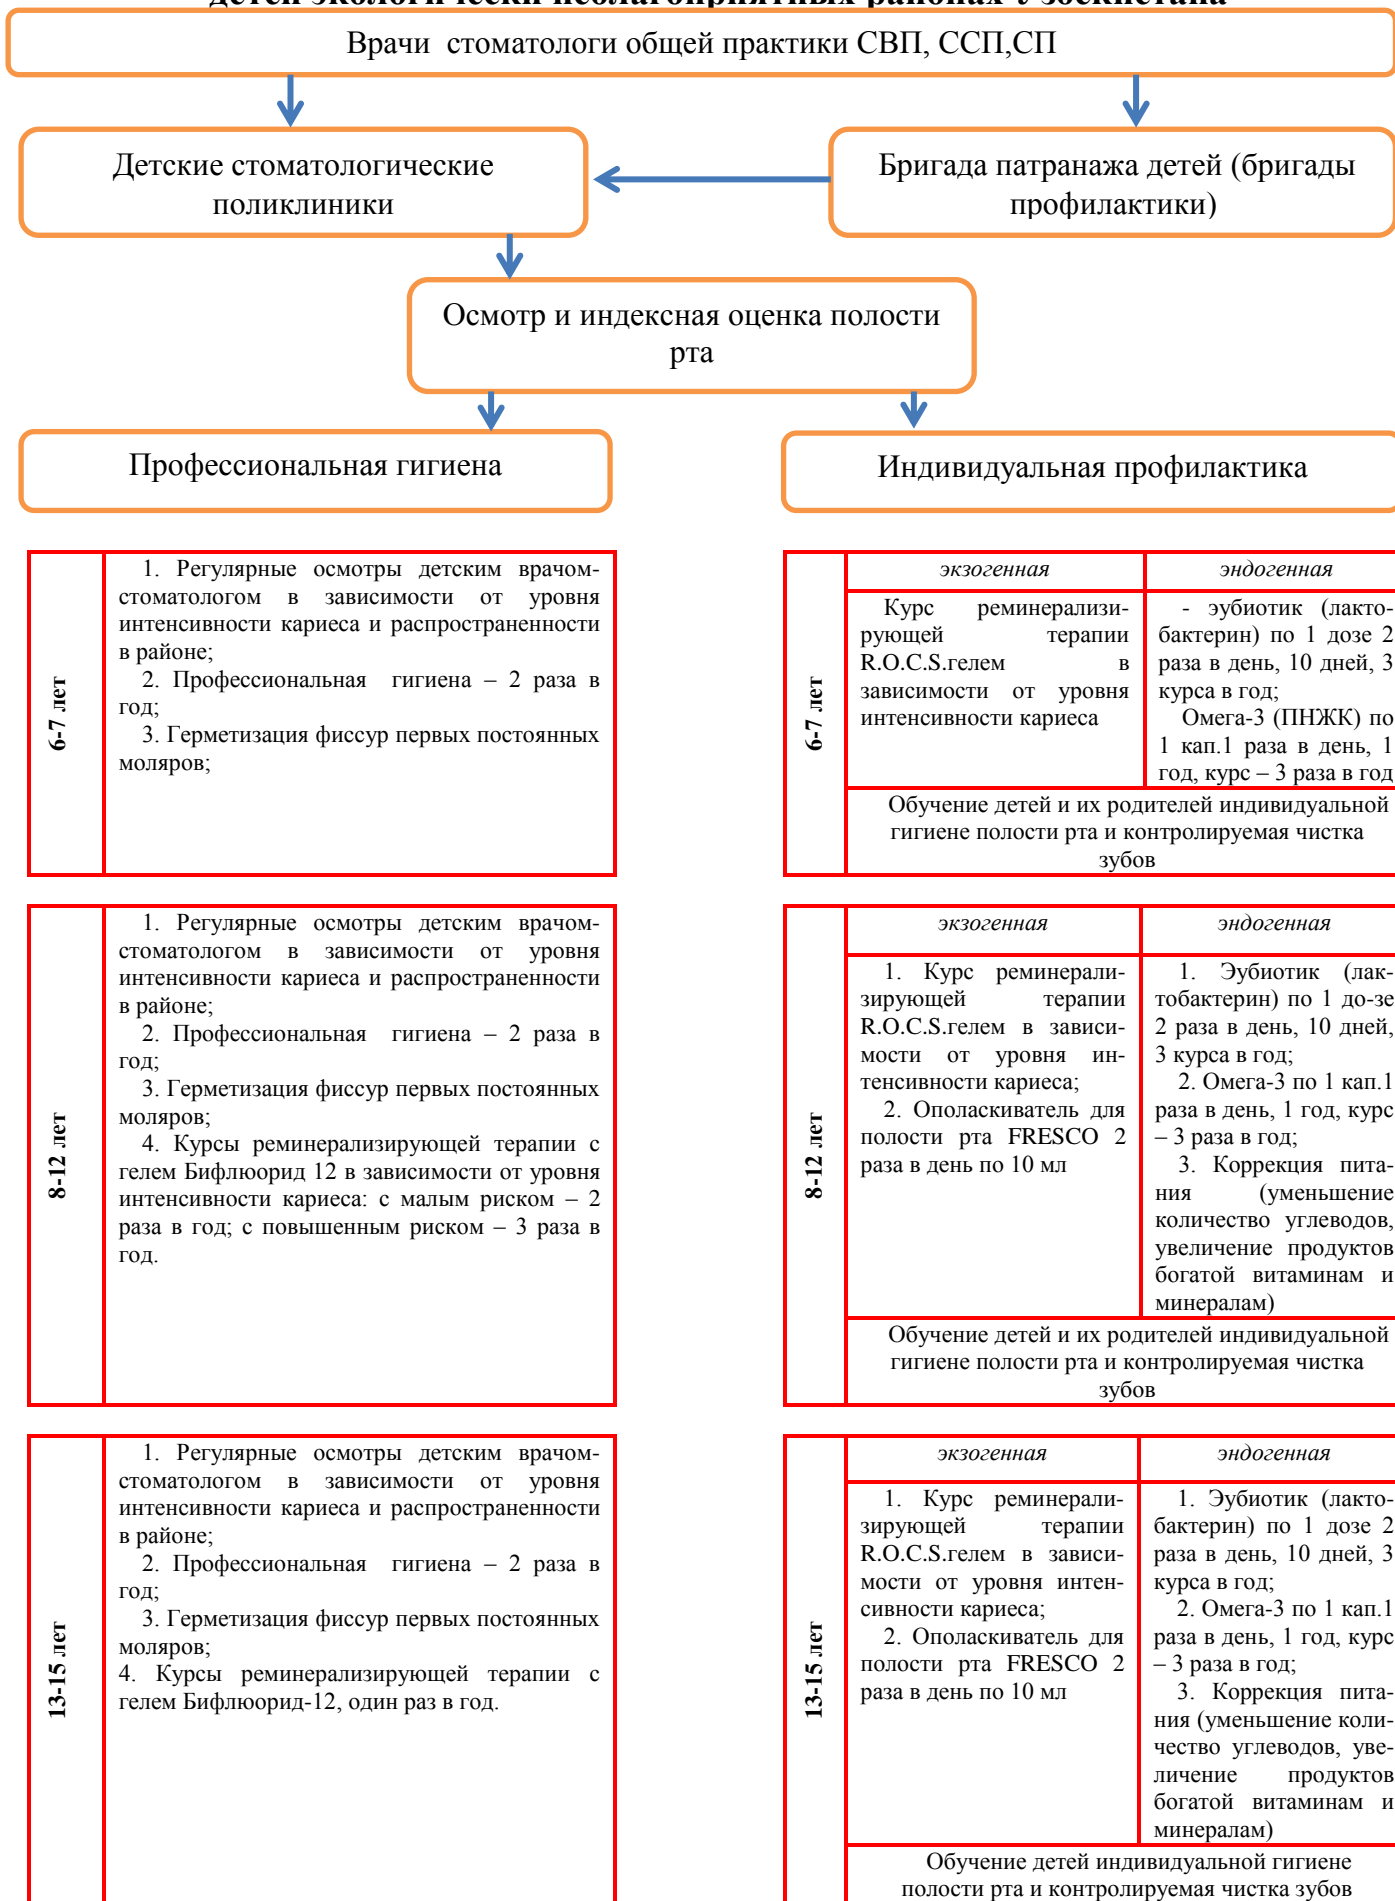 детей экологически неблагоприятных районах Узбекистана
Врачи стоматологи общей практики СВП, ССП,СП
Детские стоматологические
поликлиники
Бригада патранажа детей (бригады
профилактики)
Осмотр и индексная оценка полости
рта
Профессиональная гигиена
Индивидуальная профилактика
6-7 лет
1. Регулярные осмотры детским врачом-
стоматологом в зависимости от уровня
интенсивности кариеса и распространенности
в районе;
2. Профессиональная гигиена – 2 раза в
год;
3. Герметизация фиссур первых постоянных
моляров;
6-7 лет
экзогенная
Курс реминерализи-
рующей терапии
R.O.C.S.гелем в
зависимости от уровня
интенсивности кариеса
эндогенная
- эубиотик (лакто-
бактерин) по 1 дозе 2
раза в день, 10 дней, 3
курса в год;
Омега-3 (ПНЖК) по
1 кап.1 раза в день, 1
год, курс – 3 раза в год
Обучение детей и их родителей индивидуальной
гигиене полости рта и контролируемая чистка
зубов
8-12 лет
1. Регулярные осмотры детским врачом-
стоматологом в зависимости от уровня
интенсивности кариеса и распространенности
в районе;
2. Профессиональная гигиена – 2 раза в
год;
3. Герметизация фиссур первых постоянных
моляров;
4. Курсы реминерализирующей терапии с
гелем Бифлюорид 12 в зависимости от уровня
интенсивности кариеса: с малым риском – 2
раза в год; с повышенным риском – 3 раза в
год.
8-12 лет
экзогенная
1. Курс реминерали-
зирующей терапии
R.O.C.S.гелем в зависи-
мости от уровня ин-
тенсивности кариеса;
2. Ополаскиватель для
полости рта FRESCO 2
раза в день по 10 мл
эндогенная
1. Эубиотик (лак-
тобактерин) по 1 до-зе
2 раза в день, 10 дней,
3 курса в год;
2. Омега-3 по 1 кап.1
раза в день, 1 год, курс
– 3 раза в год;
3. Коррекция пита-
ния (уменьшение
количество углеводов,
увеличение продуктов
богатой витаминам и
минералам)
Обучение детей и их родителей индивидуальной
гигиене полости рта и контролируемая чистка
зубов
13-15 лет
1. Регулярные осмотры детским врачом-
стоматологом в зависимости от уровня
интенсивности кариеса и распространенности
в районе;
2. Профессиональная гигиена – 2 раза в
год;
3. Герметизация фиссур первых постоянных
моляров;
4. Курсы реминерализирующей терапии с
гелем Бифлюорид-12, один раз в год.
13-15 лет
экзогенная
1. Курс реминерали-
зирующей терапии
R.O.C.S.гелем в зависи-
мости от уровня интен-
сивности кариеса;
2. Ополаскиватель для
полости рта FRESCO 2
раза в день по 10 мл
эндогенная
1. Эубиотик (лакто-
бактерин) по 1 дозе 2
раза в день, 10 дней, 3
курса в год;
2. Омега-3 по 1 кап.1
раза в день, 1 год, курс
– 3 раза в год;
3. Коррекция пита-
ния (уменьшение коли-
чество углеводов, уве-
личение продуктов
богатой витаминам и
минералам)
Обучение детей индивидуальной гигиене
полости рта и контролируемая чистка зубов